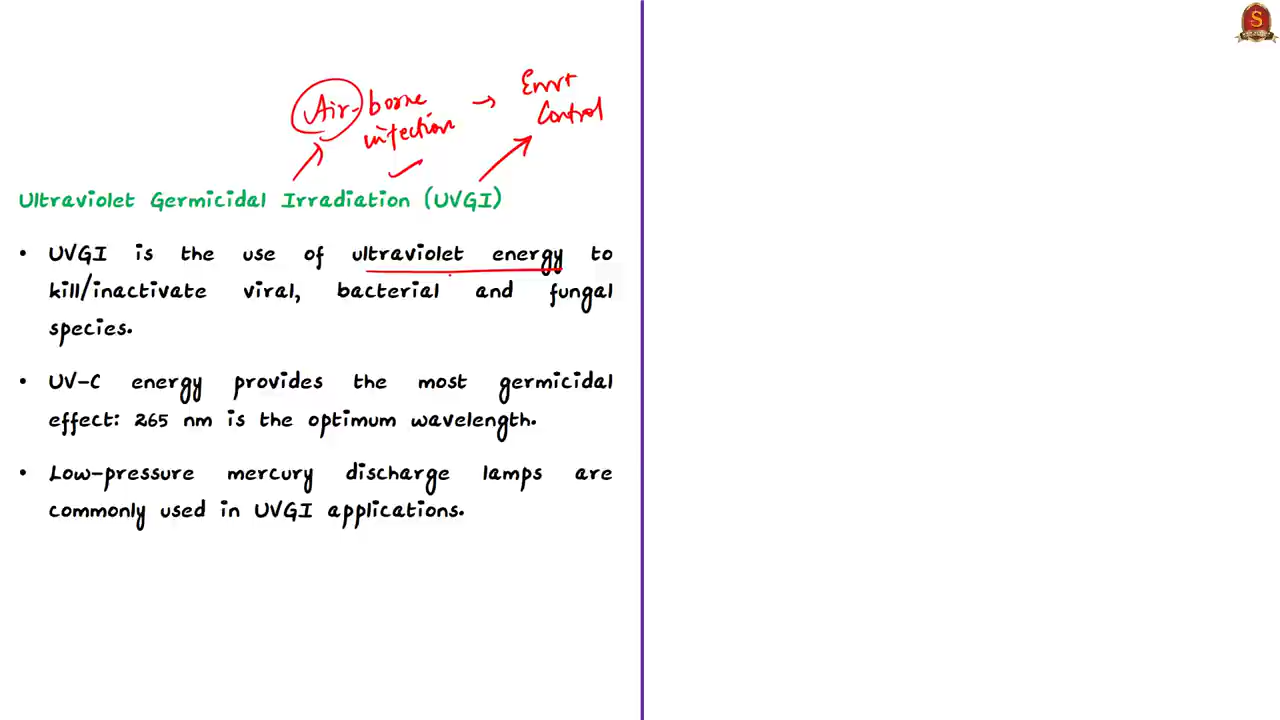 Air-borne → Envt
infection Control
Ultraviolet Germicidal Irradiation (UVGI)
• UVGI is the use of ultraviolet energy to
kill/inactivate viral, bacterial and fungal
species.
• UV-C energy provides the most germicidal
effect: 265 nm is the optimum wavelength.
• Low-pressure mercury discharge lamps are
commonly used in UVGI applications.
S